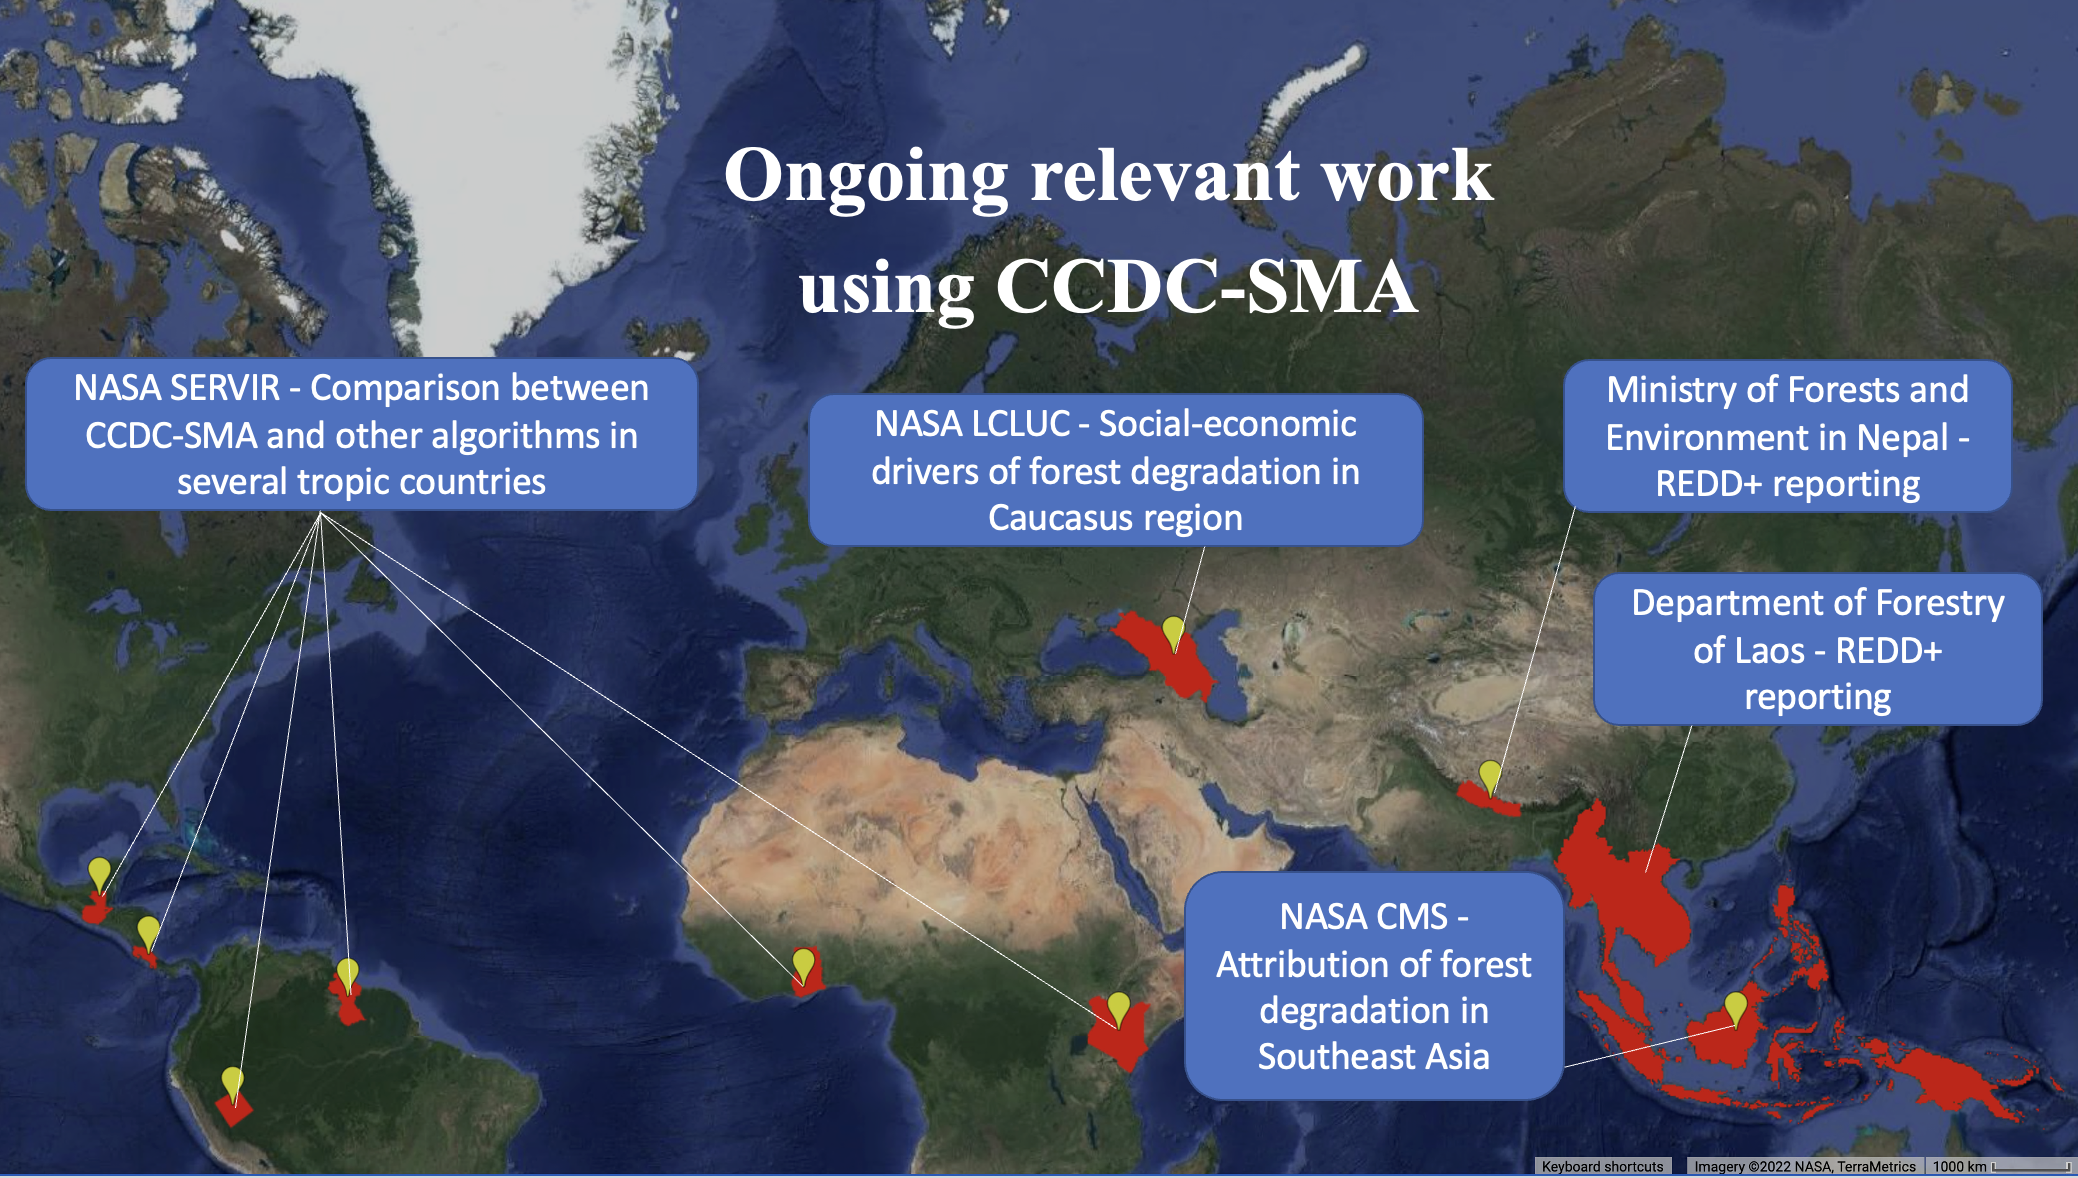 Ongoing relevant work
using CCDC-SMA
NASA SERVIR - Comparison between
CCDC-SMA and other algorithms in
several tropic countries
NASA LCLUC - Social-economic
drivers of forest degradation in
Caucasus region
Ministry of Forests and
Environment in Nepal -
REDD+ reporting
Department of Forestry
of Laos - REDD+
reporting
NASA CMS -
Attribution of forest
degradation in
Southeast Asia
Keyboard shortcuts
Imagery ©2022 NASA, TerraMetrics
1000 km